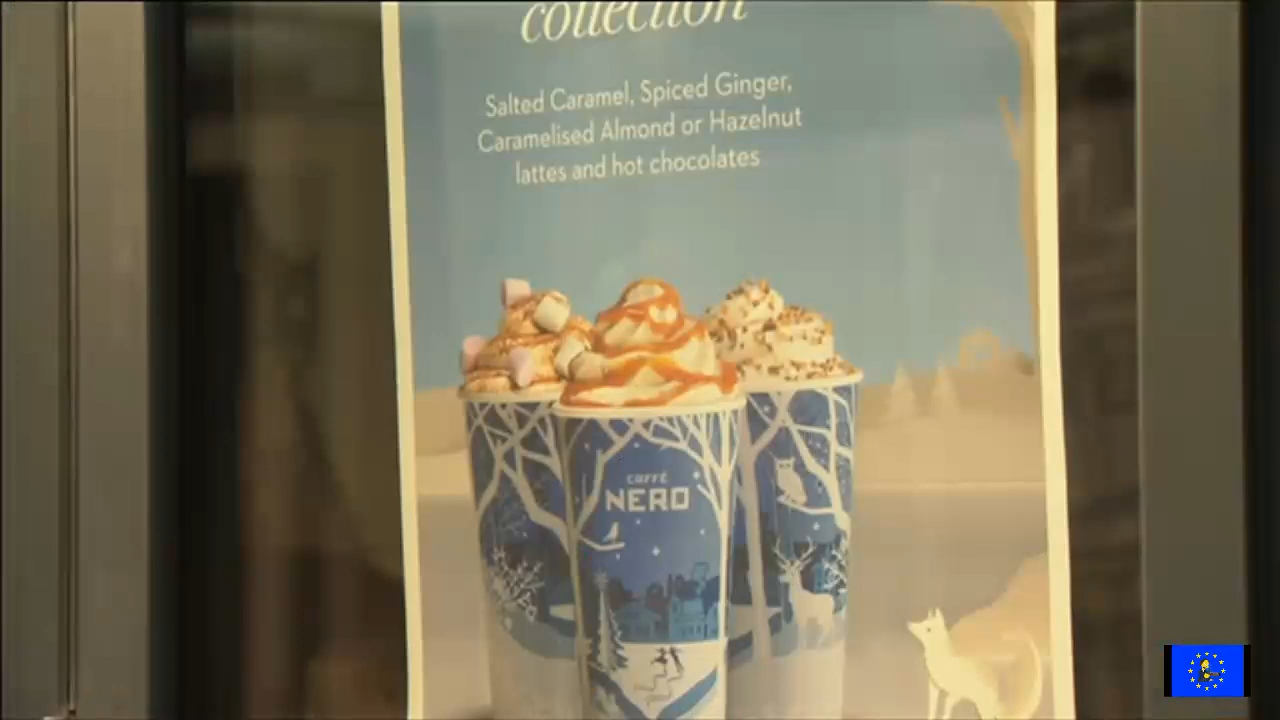 collection
Salted Caramel, Spiced Ginger,
Caramelised Almond or Hazelnut
lattes and hot chocolates
CAFFÈ
NERO